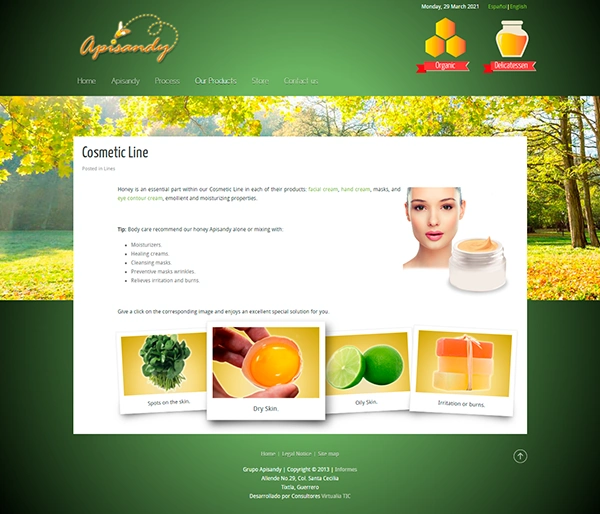 Monday, 29 March 2021
Español|English
Apisandy
Organic
Delicatessen
Home Apisandy Process Our Products Store Contact us
Cosmetic Line
Posted in Lines
Honey is an essential part within our Cosmetic Line in each of their products: facial cream, hand cream, masks, and
eye contour cream, emollient and moisturizing properties.
Tip: Body care recommend our honey Apisandy alone or mixing with:
Moisturizers.
Healing creams.
Cleansing masks.
Preventive masks wrinkles.
Relieves irritation and burns.
Give a click on the corresponding image and enjoys an excellent special solution for you.
Spots on the skin.
Dry Skin.
Oily Skin.
Irritation or burns.
Home | Legal Notice | Site map
Grupo Apisandy | Copyright © 2013 | Informes
Allende No.29, Col. Santa Cecilia
Tixtla, Guerrero
Desarrollado por Consultores Virtualia TIC